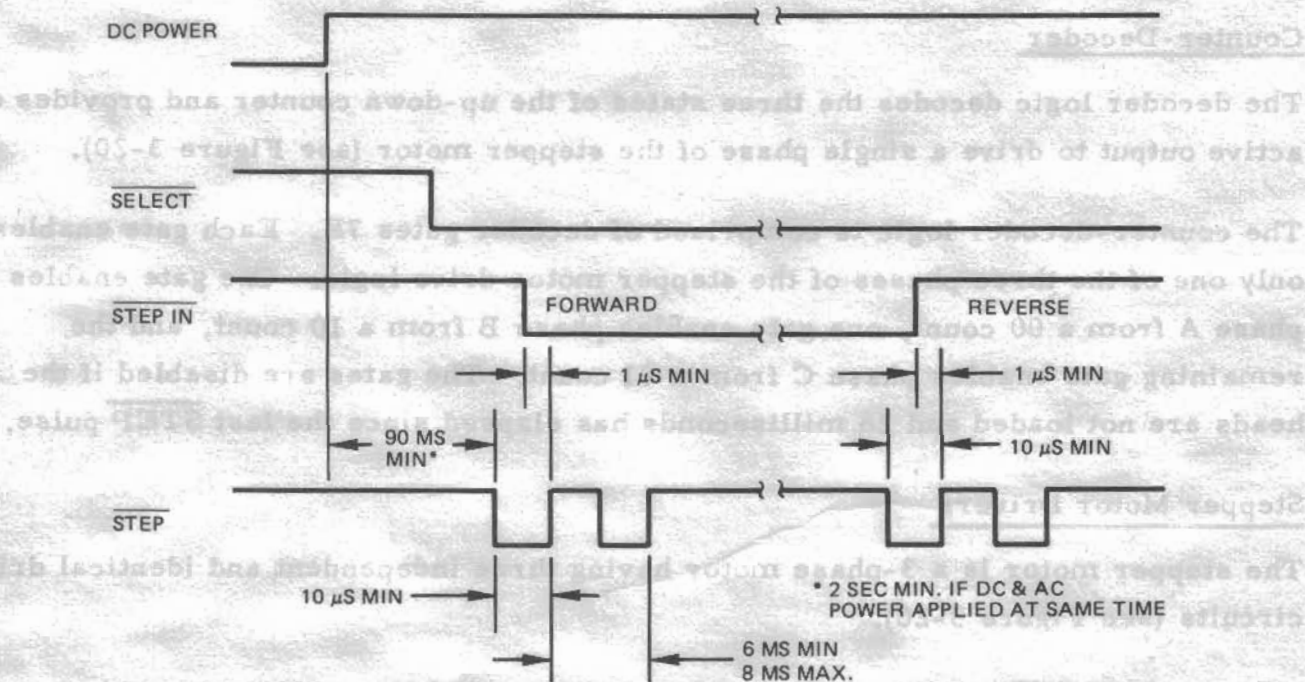 DC POWER
Counter-Decoder
The decoder logic decodes the three states of the up-down counter and provides
active output to drive a single phase of the stepper motor (see Figure 3-20).
SELECT
The counter-decoder logic is comprised of decoder gates Each gate enables
only one of the three phases of the stepper motor drive logic. One gate enables
STEP IN
FORWARD
REVERSE
phase A from a 00 count, one gate enables phase B from a 10 count, and the
1 μS MIN
1 μS MIN
remaining gate enables phase C from count. The gates are disabled if the
heads are not loaded and milliseconds has elapsed since the last STEP pulse.
90 MS
MIN*
10 μS MIN
STEP
Stepper Motor Drivers
The stepper motor is a 3-phase motor having three independent and identical
circuits (see Figure
10 μS MIN
* 2 SEC MIN. IF DC & AC
POWER APPLIED AT SAME TIME
6 MS MIN
8 MS MAX.